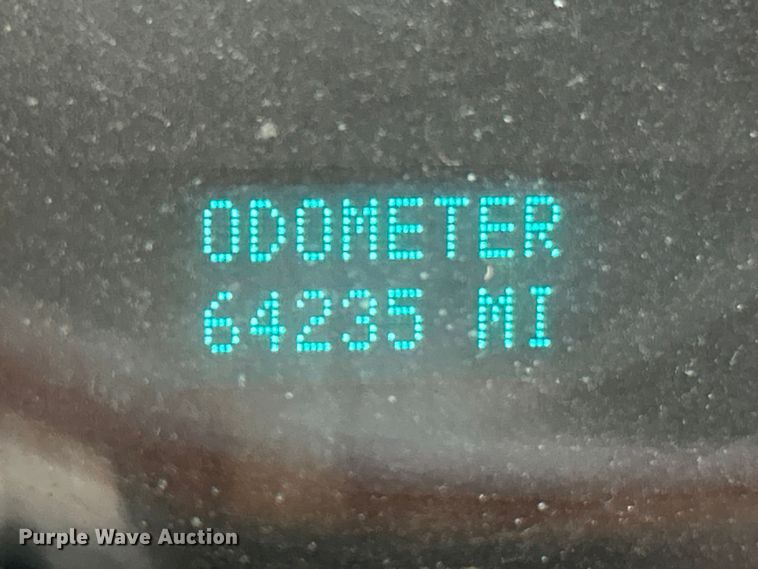 ODOMETER
64235 MI
Purple Wave Auction